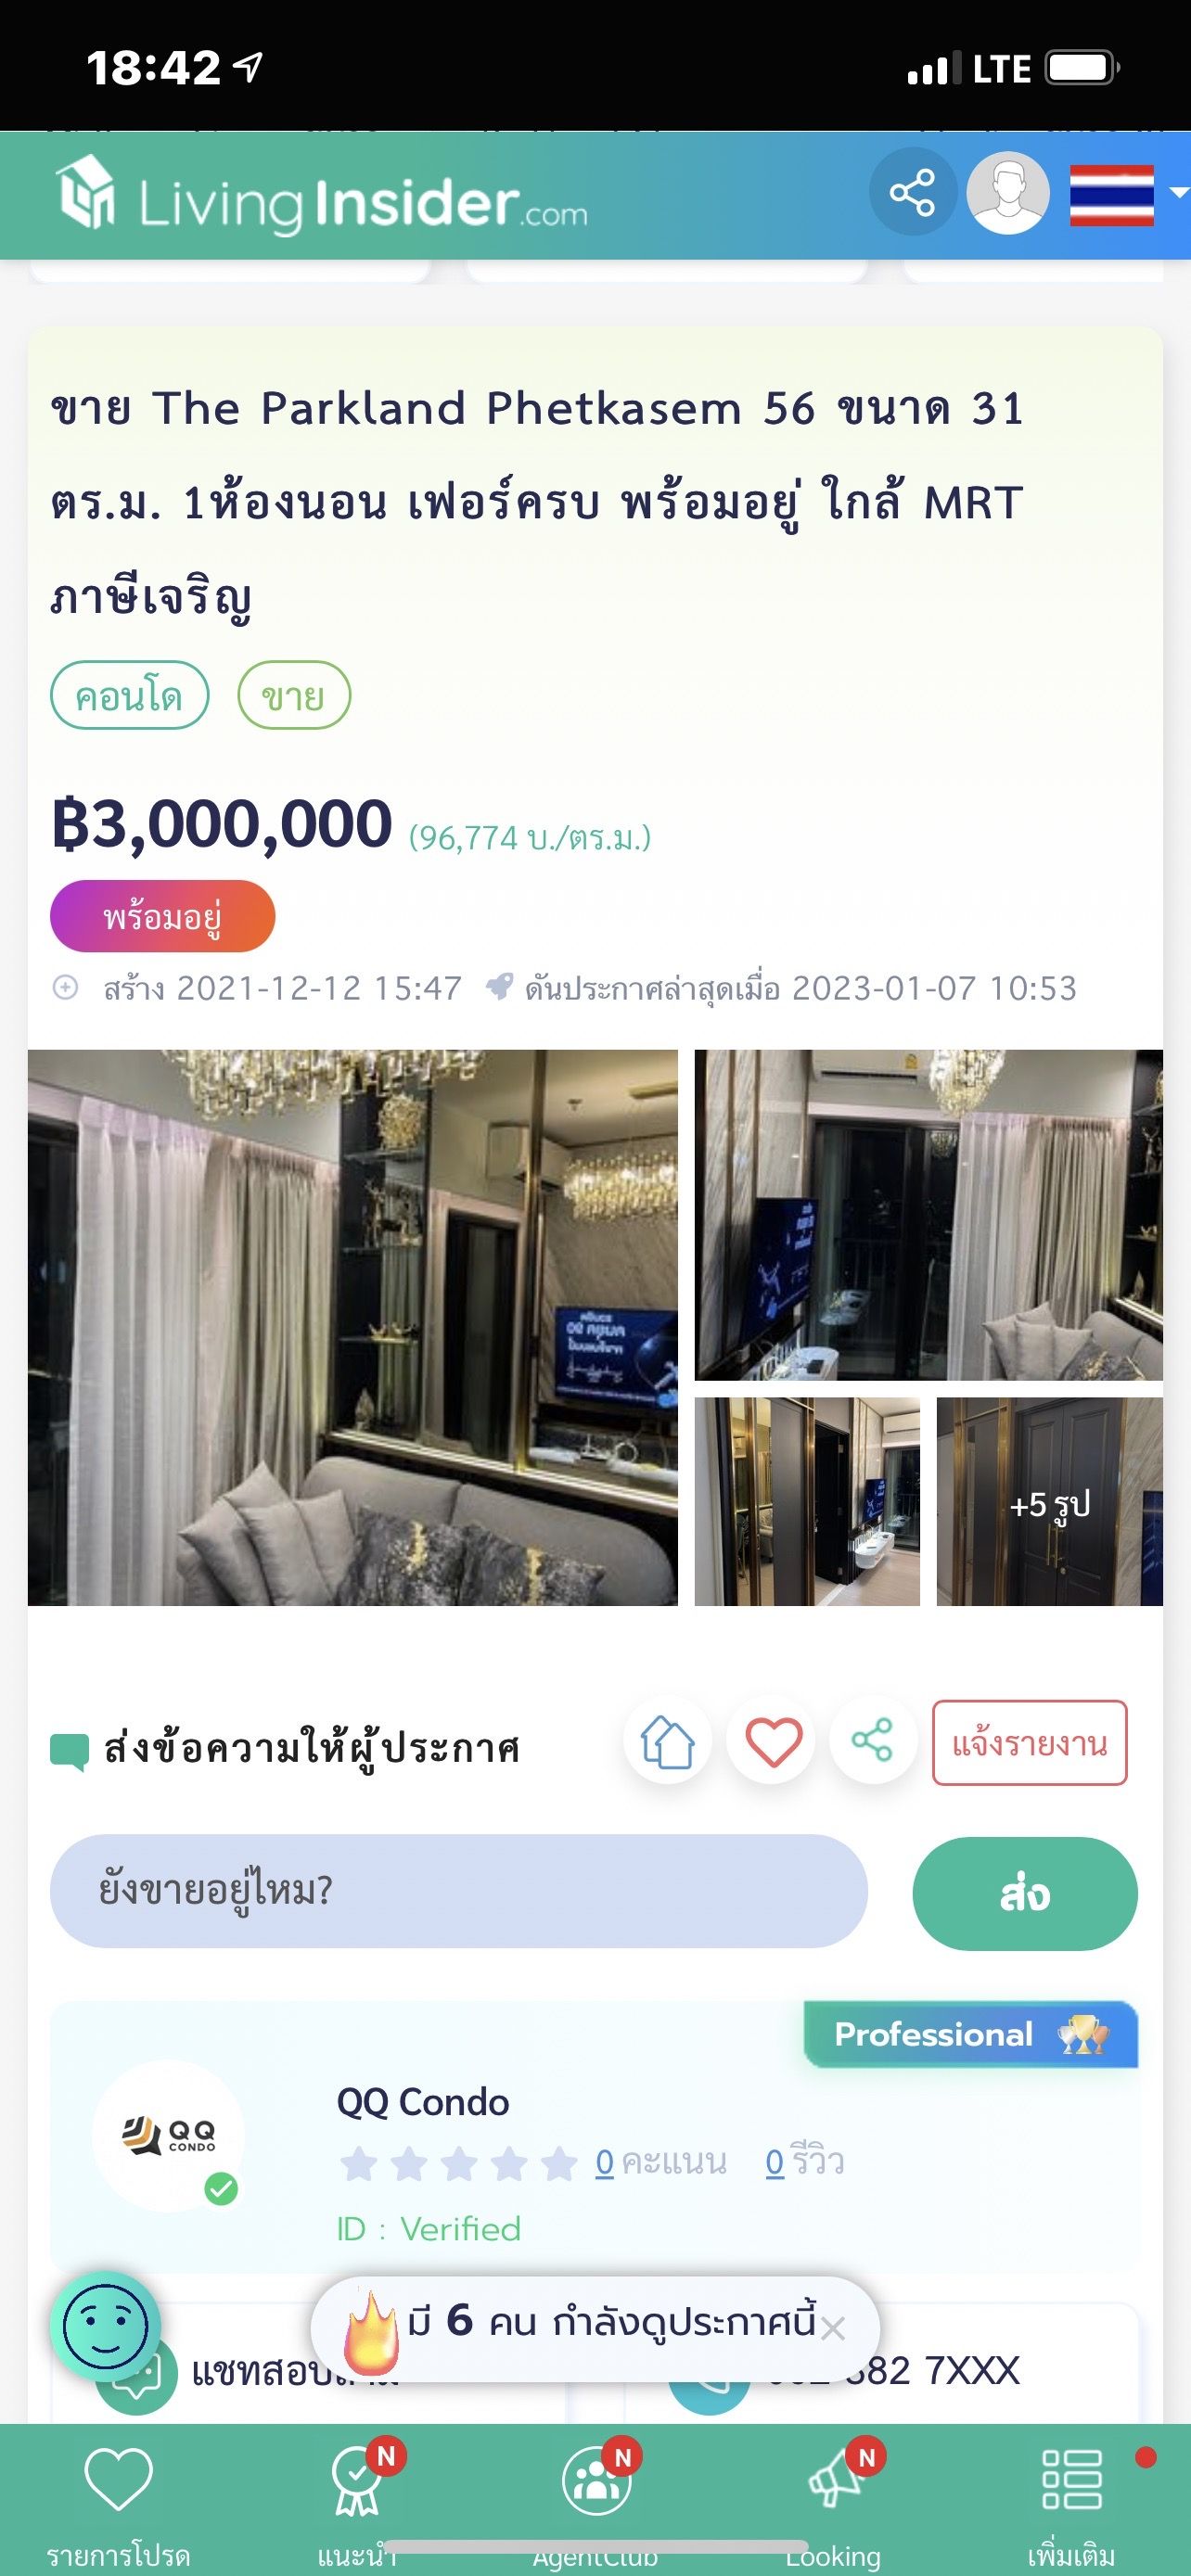 18:42
LTE
LivingInsider.com
ขาย The Parkland Phetkasem 56 ขนาด 31
ตร.ม. 1ห้องนอน เฟอร์ครบ พร้อมอยู่ ใกล้ MRT
ภาษีเจริญ
คอนโด ขาย
฿3,000,000 (96,774 บ./ตร.ม.)
พร้อมอยู่
สร้าง 2021-12-12 15:47 ดันประกาศล่าสุดเมื่อ 2023-01-07 10:53
+5 รูป
ส่งข้อความให้ผู้ประกาศ
แจ้งรายงาน
ยังขายอยู่ไหม?
ส่ง
Professional
QQ CONDO
QQ Condo
0 คะแนน 0 รีวิว
ID : Verified
มี 6 คน กำลังดูประกาศนี้
882 7XXX
N N N
รายการโปรด แนะนำ AgentClub Looking เพิ่มเติม